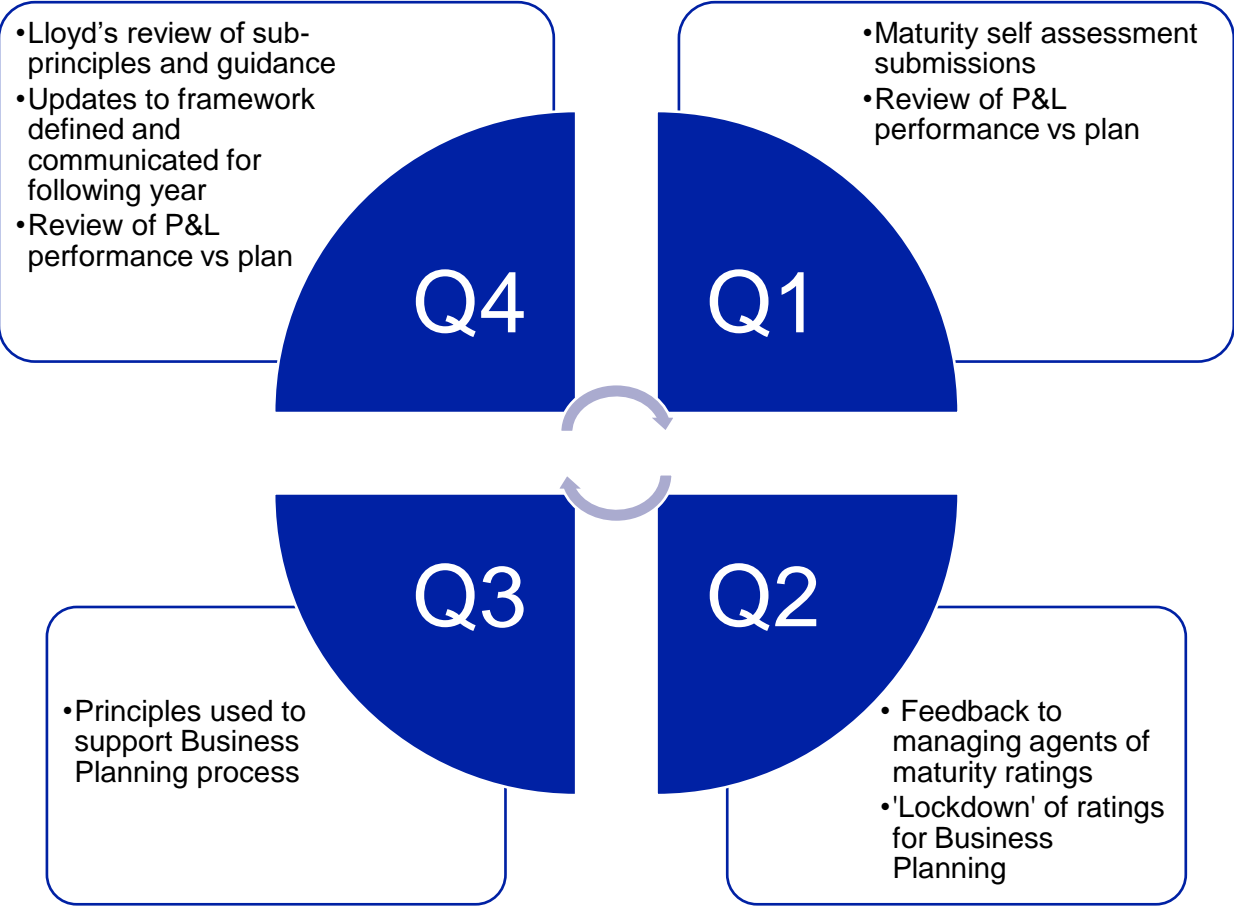 •Lloyd's review of sub-
principles and guidance
•Updates to framework
defined and
communicated for
following year
•Review of P&L
performance vs plan
•Maturity self assessment
submissions
•Review of P&L
performance vs plan
Q4
Q1
Q3
Q2
•Principles used to
support Business
Planning process
• Feedback to
managing agents of
maturity ratings
•'Lockdown' of ratings
for Business
Planning